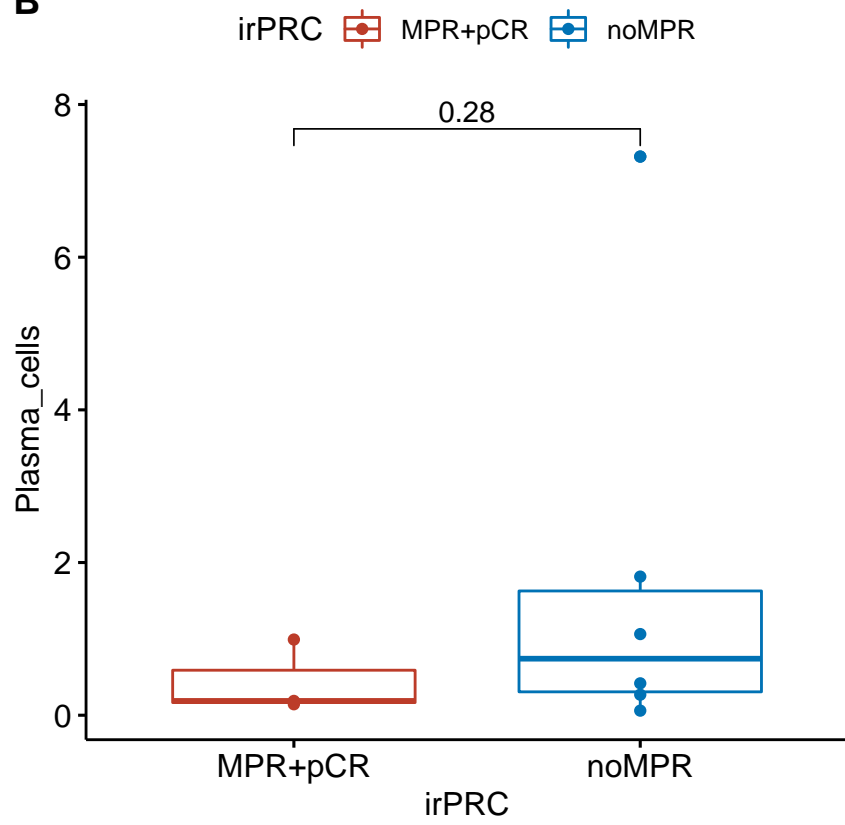 B
irPRC MPR+pCR noMPR
8
0.28
6
4
2
0
Plasma_cells
MPR+pCR noMPR
irPRC